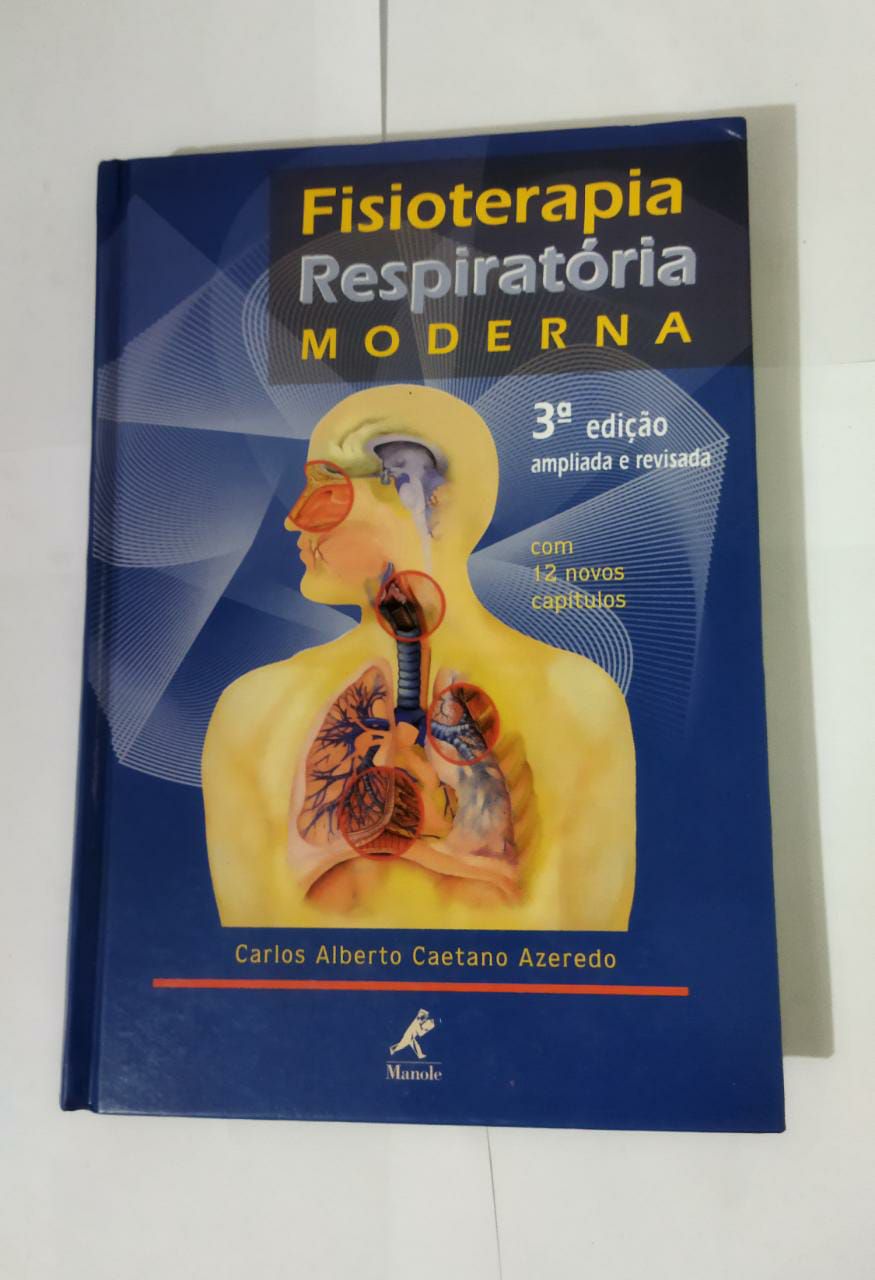 Fisioterapia
Respiratória
MODERNA
3ª edição
ampliada e revisada
com
12 novos
capítulos
Carlos Alberto Caetano Azeredo
Manole